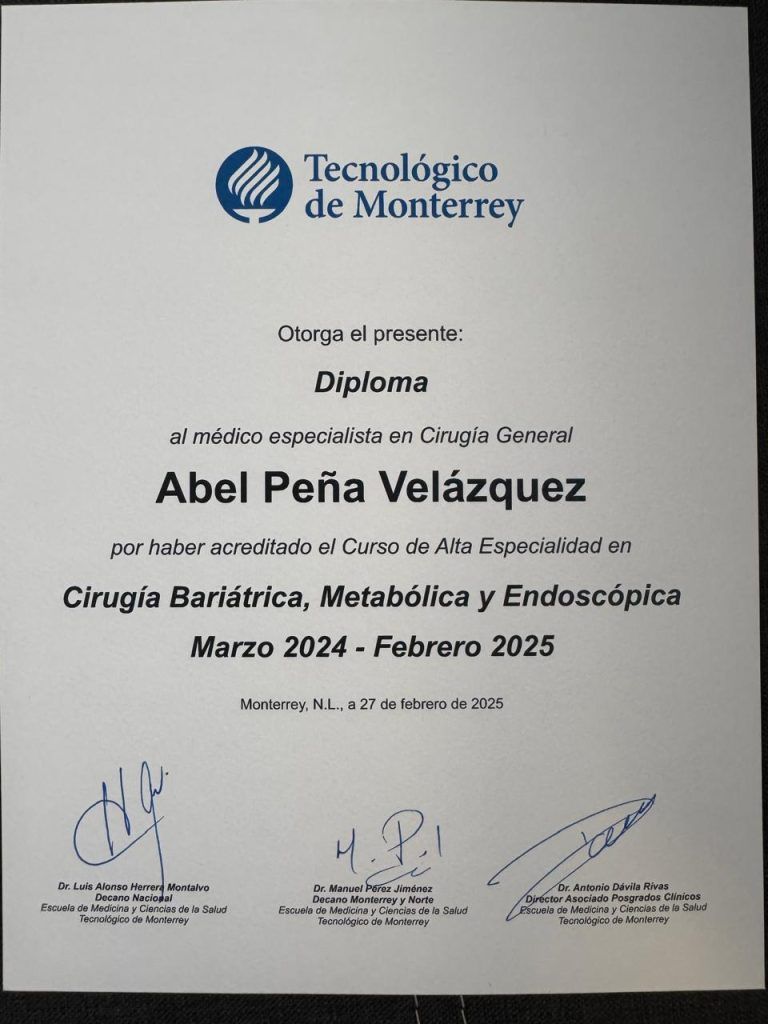 Tecnológico
de Monterrey
Otorga el presente:
Diploma
al médico especialista en Cirugía General
Abel Peña Velázquez
por haber acreditado el Curso de Alta Especialidad en
Cirugía Bariátrica, Metabólica y Endoscópica
Marzo 2024 - Febrero 2025
Monterrey, N.L., a 27 de febrero de 2025
Dr. Luis Alonso Herrera Montalvo
Decano Nacional
Escuela de Medicina y Ciencias de la Salud
Tecnológico de Monterrey
Dr. Manuel Pérez Jiménez
Decano Monterrey y Norte
Escuela de Medicina y Ciencias de la Salud
Tecnológico de Monterrey
Dr. Antonio Dávila Rivas
Director Asociado Posgrados Clínicos
Escuela de Medicina y Ciencias de la Salud
Tecnológico de Monterrey